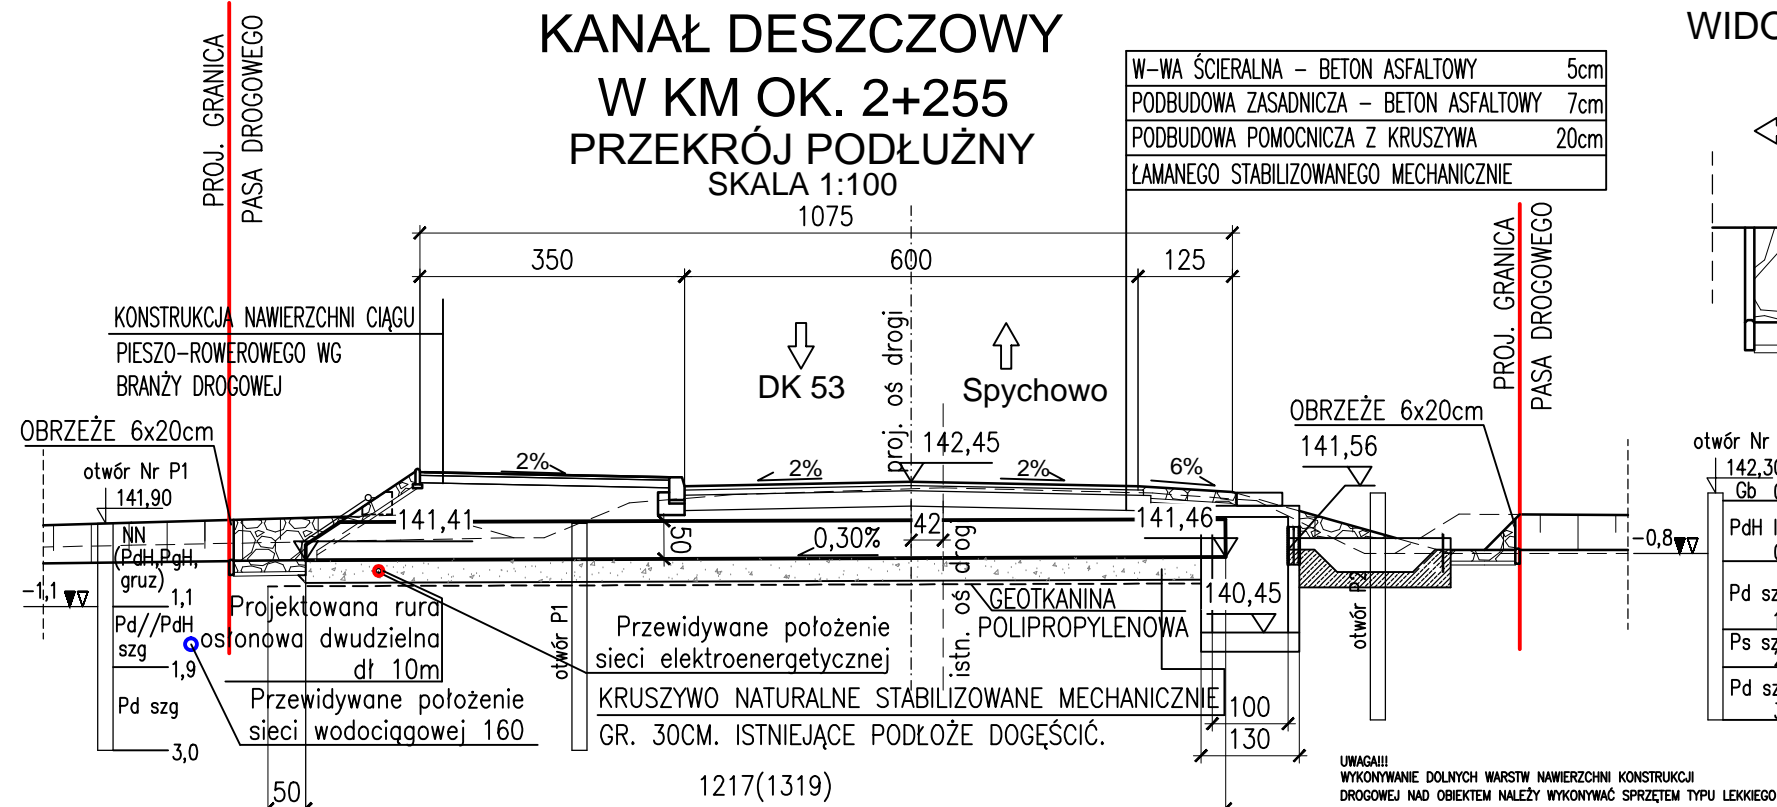 KANAŁ DESZCZOWY
W KM OK. 2+255
PRZEKRÓJ PODŁUŻNY
SKALA 1:100
WIDO
PROJ. GRANICA
PASA DROGOWEGO
W-WA ŚCIERALNA - BETON ASFALTOWY 5cm
PODBUDOWA ZASADNICZA - BETON ASFALTOWY 7cm
PODBUDOWA POMOCNICZA Z KRUSZYWA 20cm
ŁAMANEGO STABILIZOWANEGO MECHANICZNIE
1075
350
600
125
PROJ. GRANICA
PASA DROGOWEGO
KONSTRUKCJA NAWIERZCHNI CIĄGU
PIESZO-ROWEROWEGO WG
BRANŻY DROGOWEJ
DK 53
Spychowo
proj. oś drogi
OBRZEŻE 6x20cm
OBRZEŻE 6x20cm
142,45
141,56
otwór Nr P1
141,90
2%
2%
2%
6%
otwór Nr
142,30
Gb
141,41
50
0,30%
42
141,46
NN
(PdH,PgH,
gruz)
1,1
-1,1
Pd//PdH
szg
1,9
Pd szg
3,0
-0,8
PdH
Pd sz
Ps sz
Pd sz
Projektowana rura
osłonowa dwudzielna
dł 10m
otwór P1
Przewidywane położenie
sieci elektroenergetycznej
istn. oś drog
GEOTKANINA
POLIPROPYLENOWA
140,45
otwór P2
Przewidywane położenie
sieci wodociągowej 160
KRUSZYWO NATURALNE STABILIZOWANE MECHANICZNIE
GR. 30CM. ISTNIEJĄCE PODŁOŻE DOGĘŚCIĆ.
100
130
50
1217(1319)
UWAGA!!!
WYKONYWANIE DOLNYCH WARSTW NAWIERZCHNI KONSTRUKCJI
DROGOWEJ NAD OBIEKTEM NALEŻY WYKONYWAĆ SPRZĘTEM TYPU LEKKIEGO